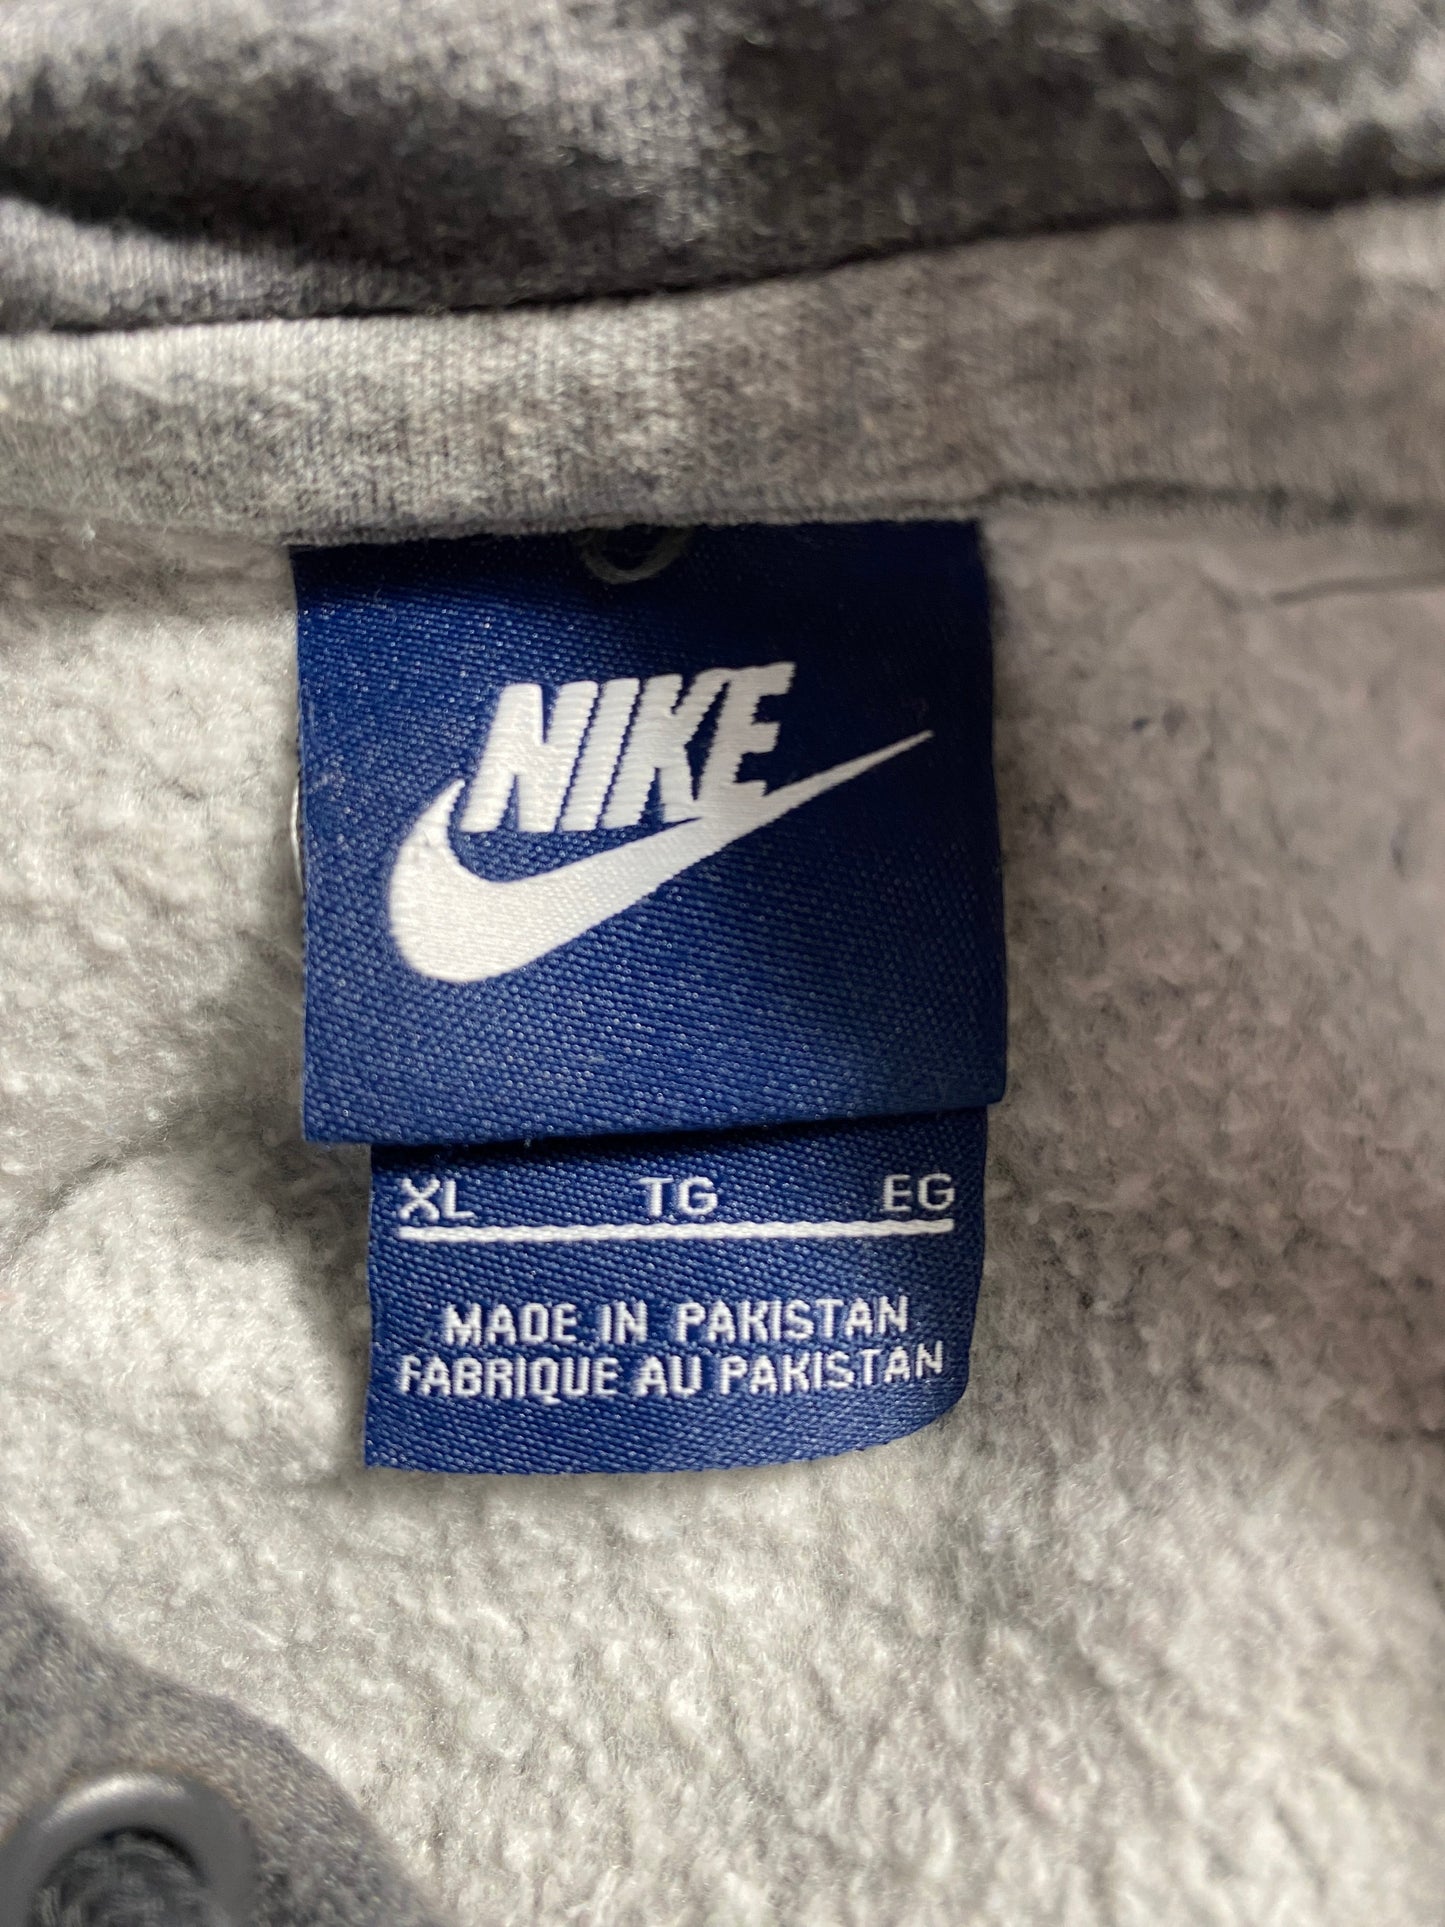 NIKE
XL TG EG
MADE IN PAKISTAN
FABRIQUE AU PAKISTAN